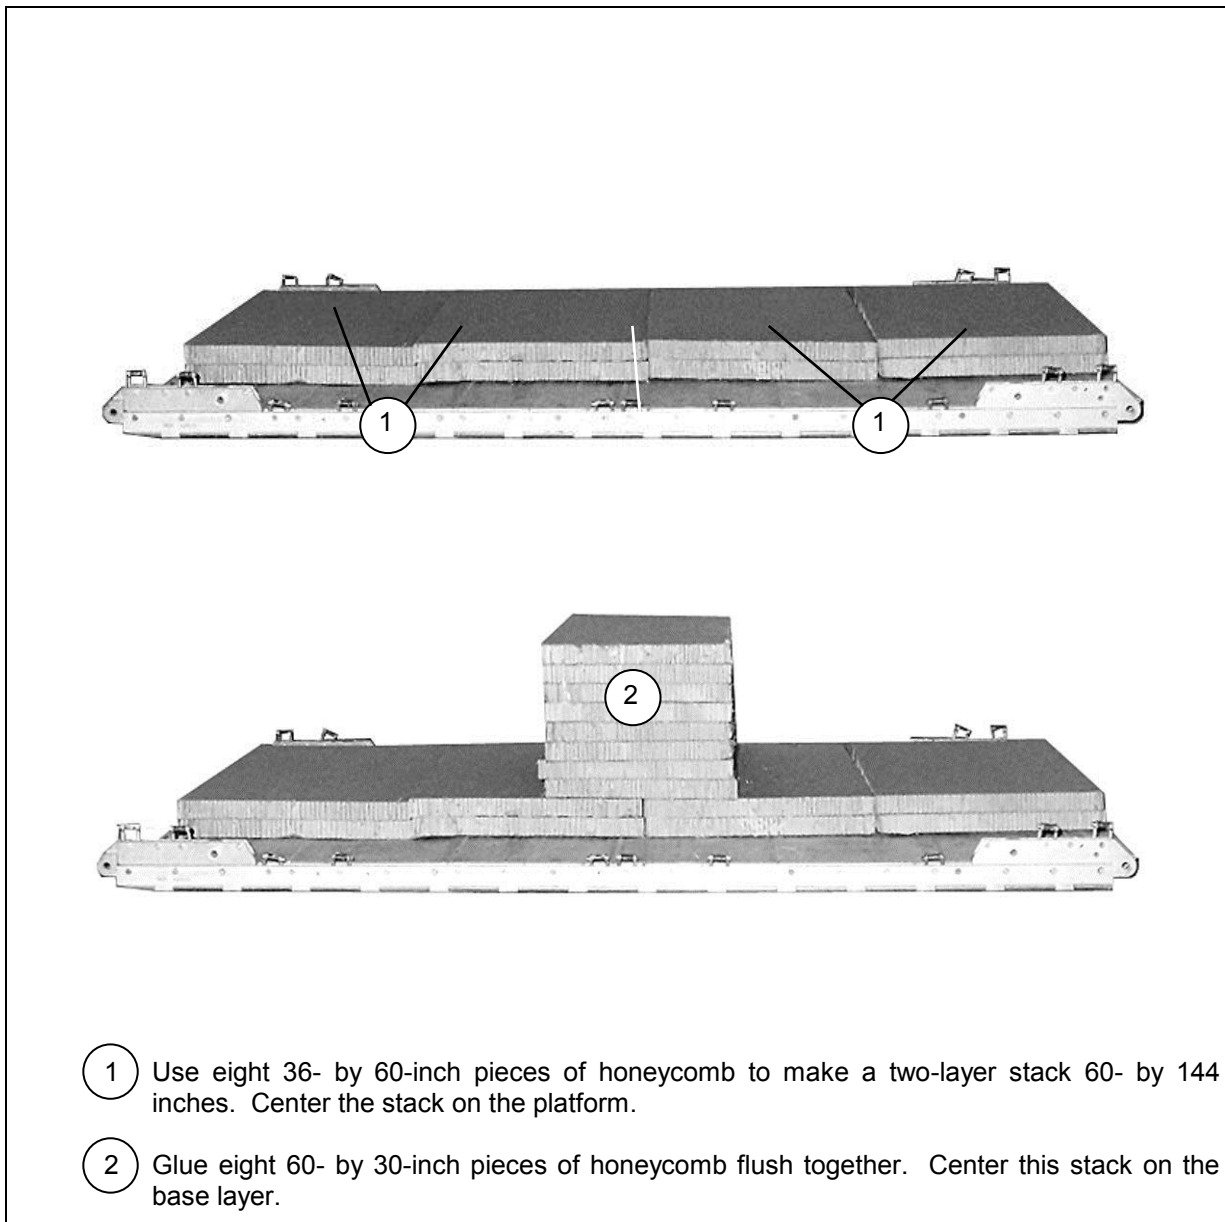 1
1
2
1 Use eight 36- by 60-inch pieces of honeycomb to make a two-layer stack 60- by 144
inches. Center the stack on the platform.
2 Glue eight 60- by 30-inch pieces of honeycomb flush together. Center this stack on the
base layer.